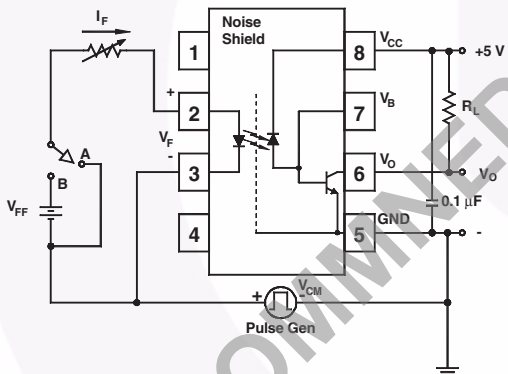 I_F
Noise
Shield
1
8
V_CC
+5 V
+
2
7
V_B
R_L
V_F
A
-
3
6
V_O
V_O
B
0.1 µF
V_FF
4
5
GND
-
+
V_CM
-
Pulse Gen
OMMNED